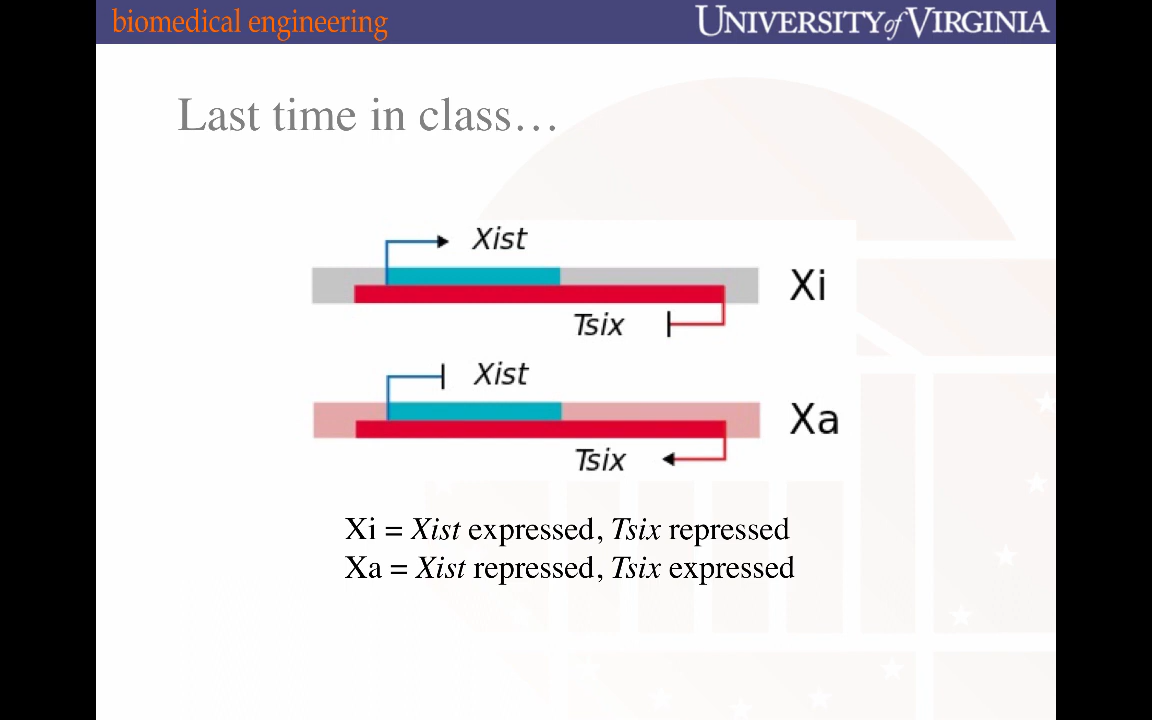 biomedical engineering
UNIVERSITY of VIRGINIA
Last time in class…
Xist
Xi
Tsix
Xist
Xa
Tsix
Xi = Xist expressed, Tsix repressed
Xa = Xist repressed, Tsix expressed